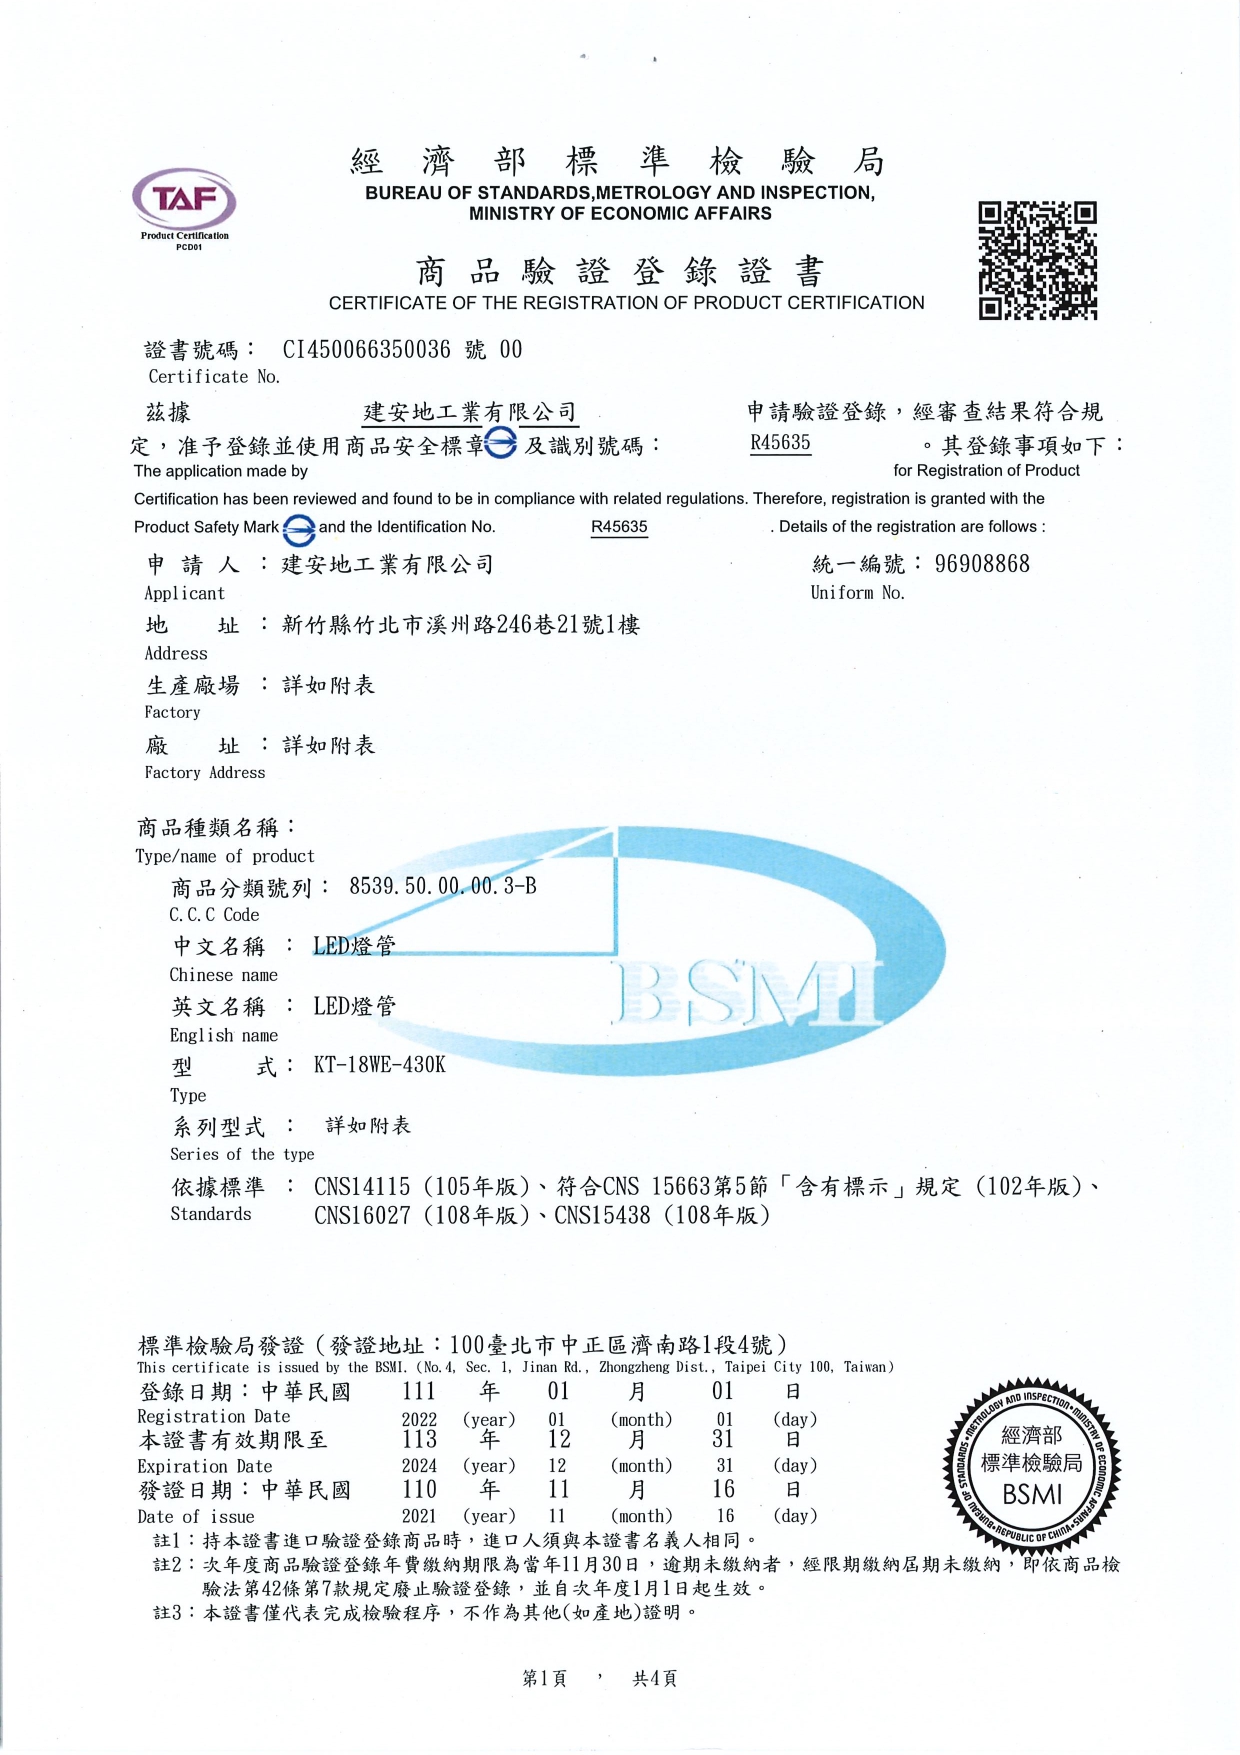 經濟部標準檢驗局
BUREAU OF STANDARDS,METROLOGY AND INSPECTION,
MINISTRY OF ECONOMIC AFFAIRS
TAF
Product Certification
PCD01
商品驗證登錄證書
CERTIFICATE OF THE REGISTRATION OF PRODUCT CERTIFICATION
證書號碼： CI450066350036 號 00
Certificate No.
茲據 建安地工業有限公司 申請驗證登錄，經審查結果符合規
定，准予登錄並使用商品安全標章 及識別號碼： R45635 。其登錄事項如下：
The application made by for Registration of Product
Certification has been reviewed and found to be in compliance with related regulations. Therefore, registration is granted with the
Product Safety Mark and the Identification No. R45635 . Details of the registration are follows :
申請人 ：建安地工業有限公司 統一編號：96908868
Applicant Uniform No.
地址 ：新竹縣竹北市溪州路246巷21號1樓
Address
生產廠場 ：詳如附表
Factory
廠址 ：詳如附表
Factory Address
商品種類名稱：
Type/name of product
商品分類號列： 8539.50.00.00.3-B
C.C.C Code
中文名稱 ： LED燈管
Chinese name
英文名稱 ： LED燈管
English name
型式： KT-18WE-430K
Type
系列型式 ： 詳如附表
Series of the type
依據標準 ： CNS14115（105年版）、符合CNS 15663第5節「含有標示」規定（102年版）、
Standards CNS16027（108年版）、CNS15438（108年版）
BSMI
標準檢驗局發證（發證地址：100臺北市中正區濟南路1段4號）
This certificate is issued by the BSMI. (No.4, Sec. 1, Jinan Rd., Zhongzheng Dist., Taipei City 100, Taiwan)
登錄日期：中華民國 111 年 01 月 01 日
Registration Date 2022 (year) 01 (month) 01 (day)
本證書有效期限至 113 年 12 月 31 日
Expiration Date 2024 (year) 12 (month) 31 (day)
發證日期：中華民國 110 年 11 月 16 日
Date of issue 2021 (year) 11 (month) 16 (day)
BUREAU OF STANDARDS・METROLOGY AND INSPECTION・MINISTRY OF ECONOMIC AFFAIRS・REPUBLIC OF CHINA・
經濟部
標準檢驗局
BSMI
註1：持本證書進口驗證登錄商品時，進口人須與本證書名義人相同。
註2：次年度商品驗證登錄年費繳納期限為當年11月30日，逾期未繳納者，經限期繳納屆期未繳納，即依商品檢
驗法第42條第7款規定廢止驗證登錄，並自次年度1月1日起生效。
註3：本證書僅代表完成檢驗程序，不作為其他(如產地)證明。
第1頁 ， 共4頁